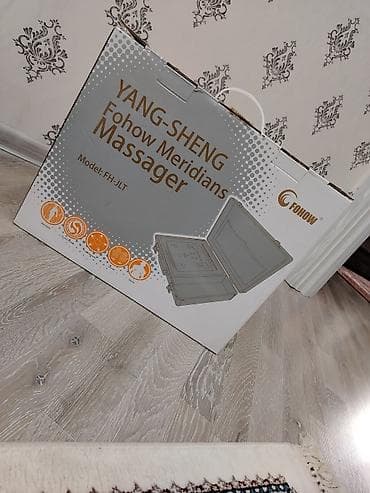 YANG-SHENG
Fohow Meridians
Massager
Model: FH-JLT
FOHOW